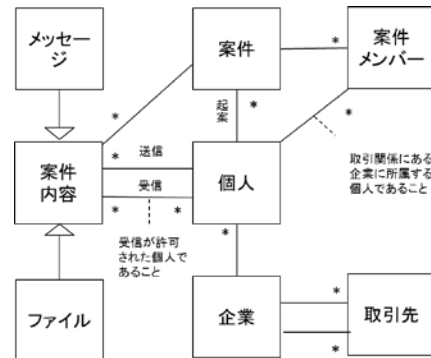 メッセー
ジ
案件
*
案件
メンバー
*
*
起
案
*
*
送信
案件
内容
*
受信
個人
取引関係にある
企業に所属する
個人であること
*
*
受信が許可
された個人で
あること
*
ファイル
企業
*
取引先
*